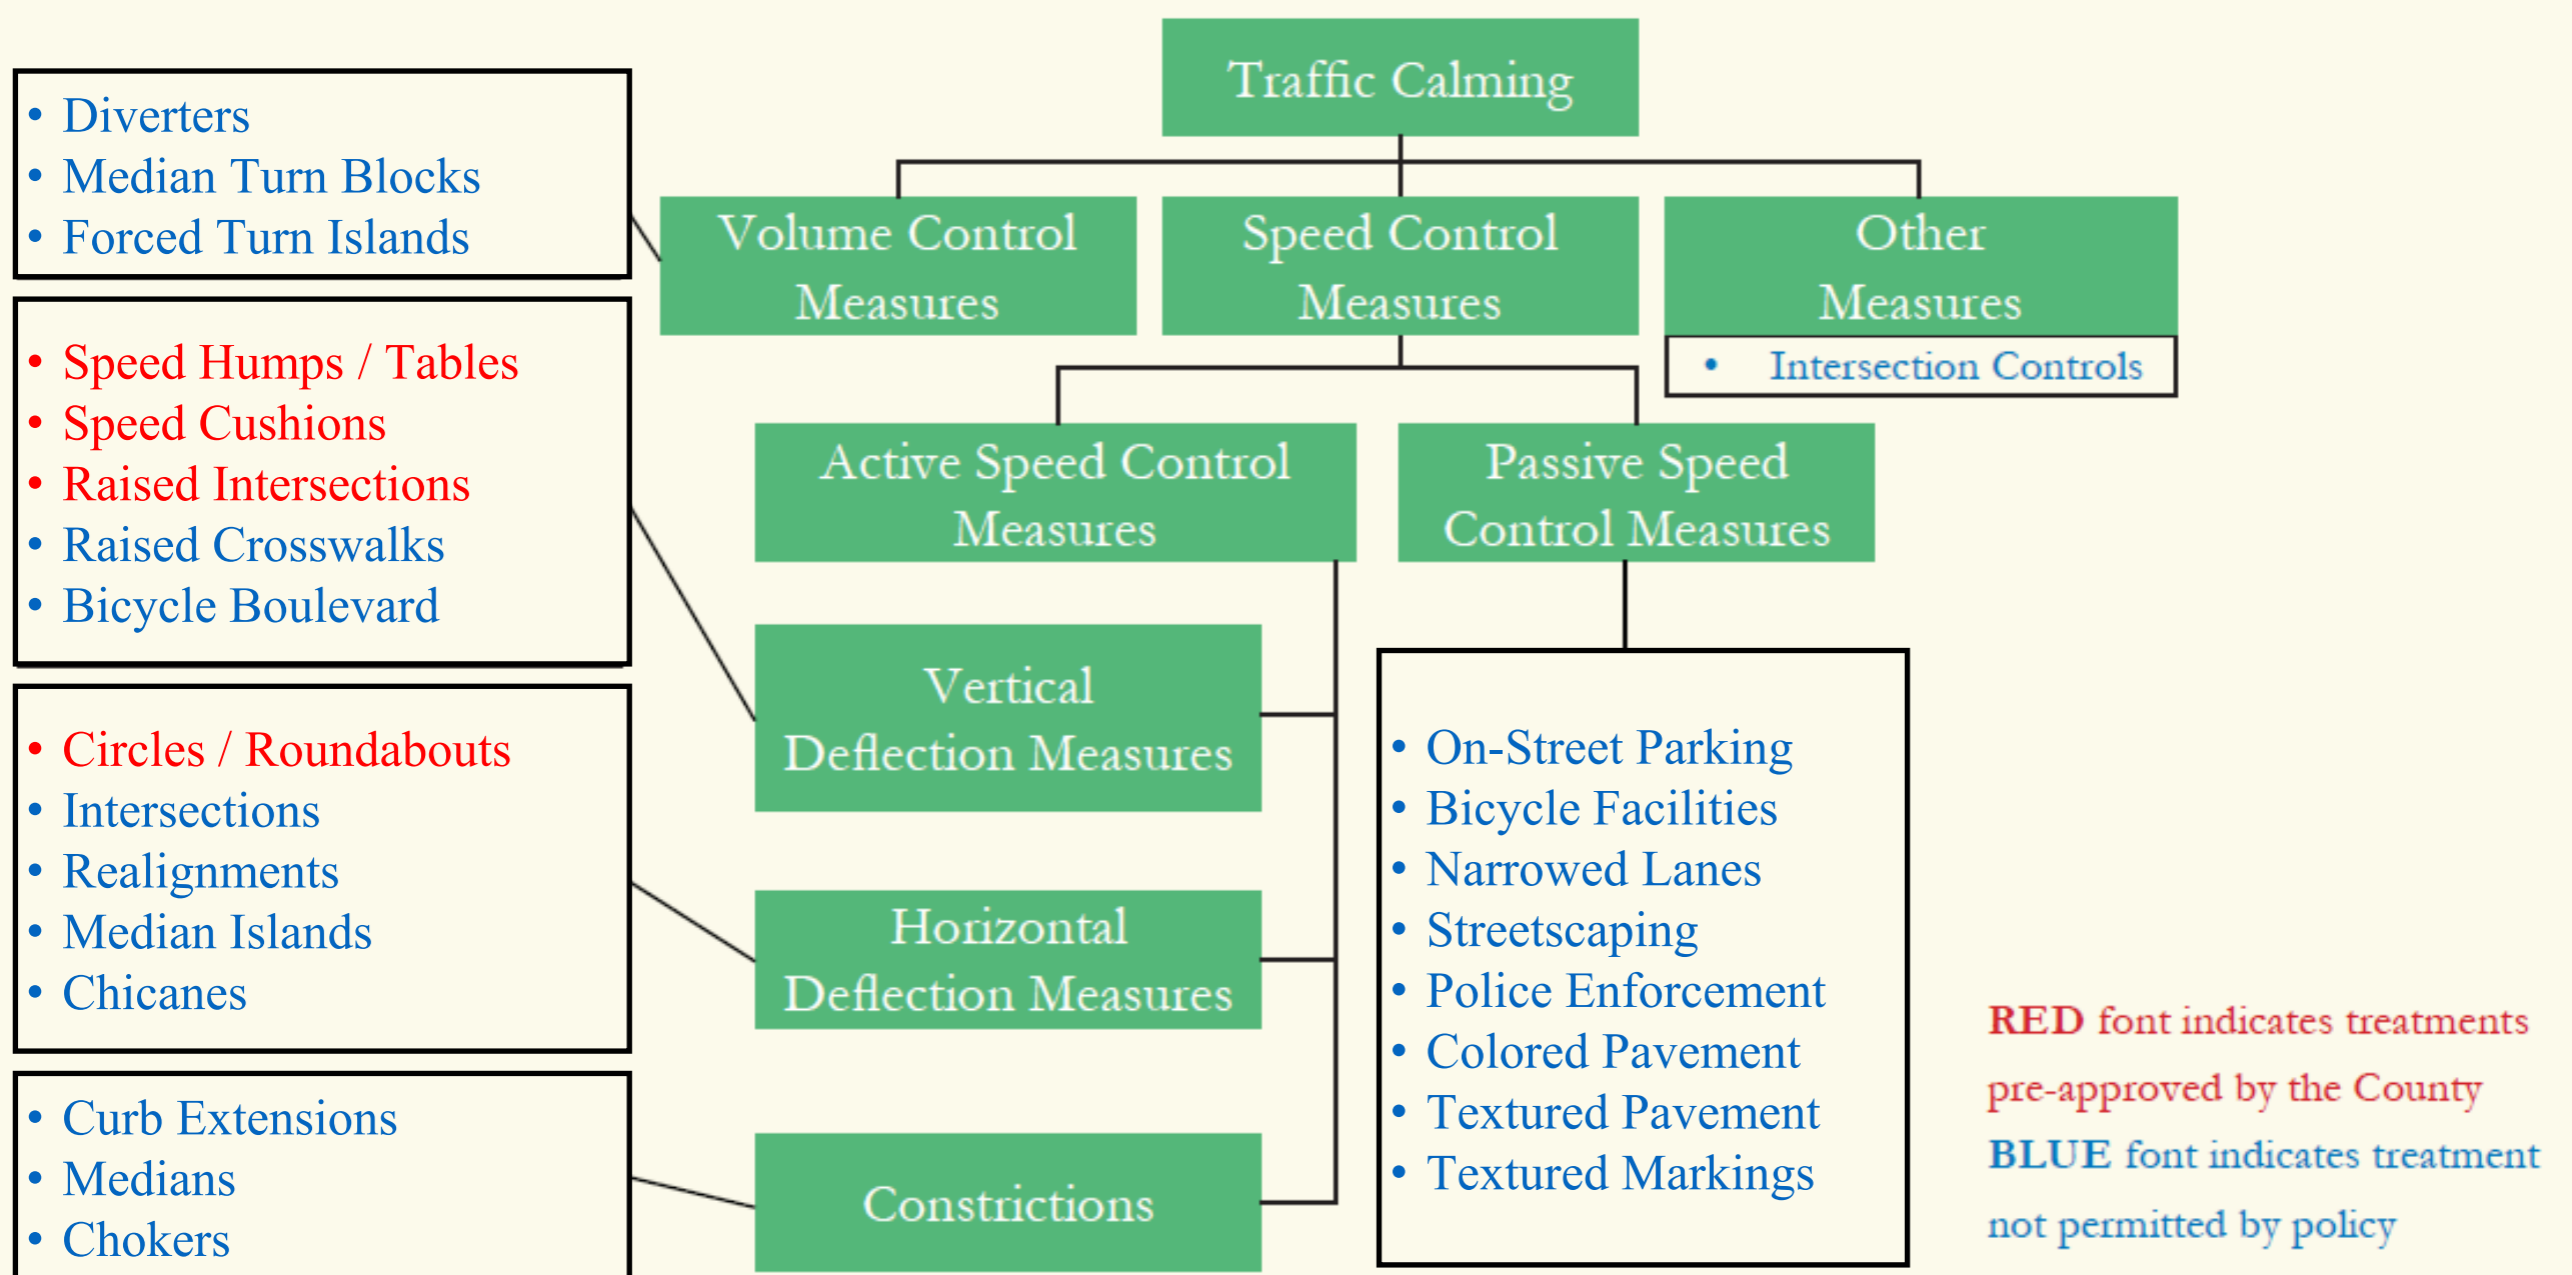 Traffic Calming
• Diverters
• Median Turn Blocks
• Forced Turn Islands
Volume Control
Measures
Speed Control
Measures
Other
Measures
• Intersection Controls
• Speed Humps / Tables
• Speed Cushions
• Raised Intersections
• Raised Crosswalks
• Bicycle Boulevard
Active Speed Control
Measures
Passive Speed
Control Measures
Vertical
Deflection Measures
• Circles / Roundabouts
• Intersections
• Realignments
• Median Islands
• Chicanes
Horizontal
Deflection Measures
• On-Street Parking
• Bicycle Facilities
• Narrowed Lanes
• Streetscaping
• Police Enforcement
• Colored Pavement
• Textured Pavement
• Textured Markings
• Curb Extensions
• Medians
• Chokers
Constrictions
RED font indicates treatments
pre-approved by the County
BLUE font indicates treatment
not permitted by policy